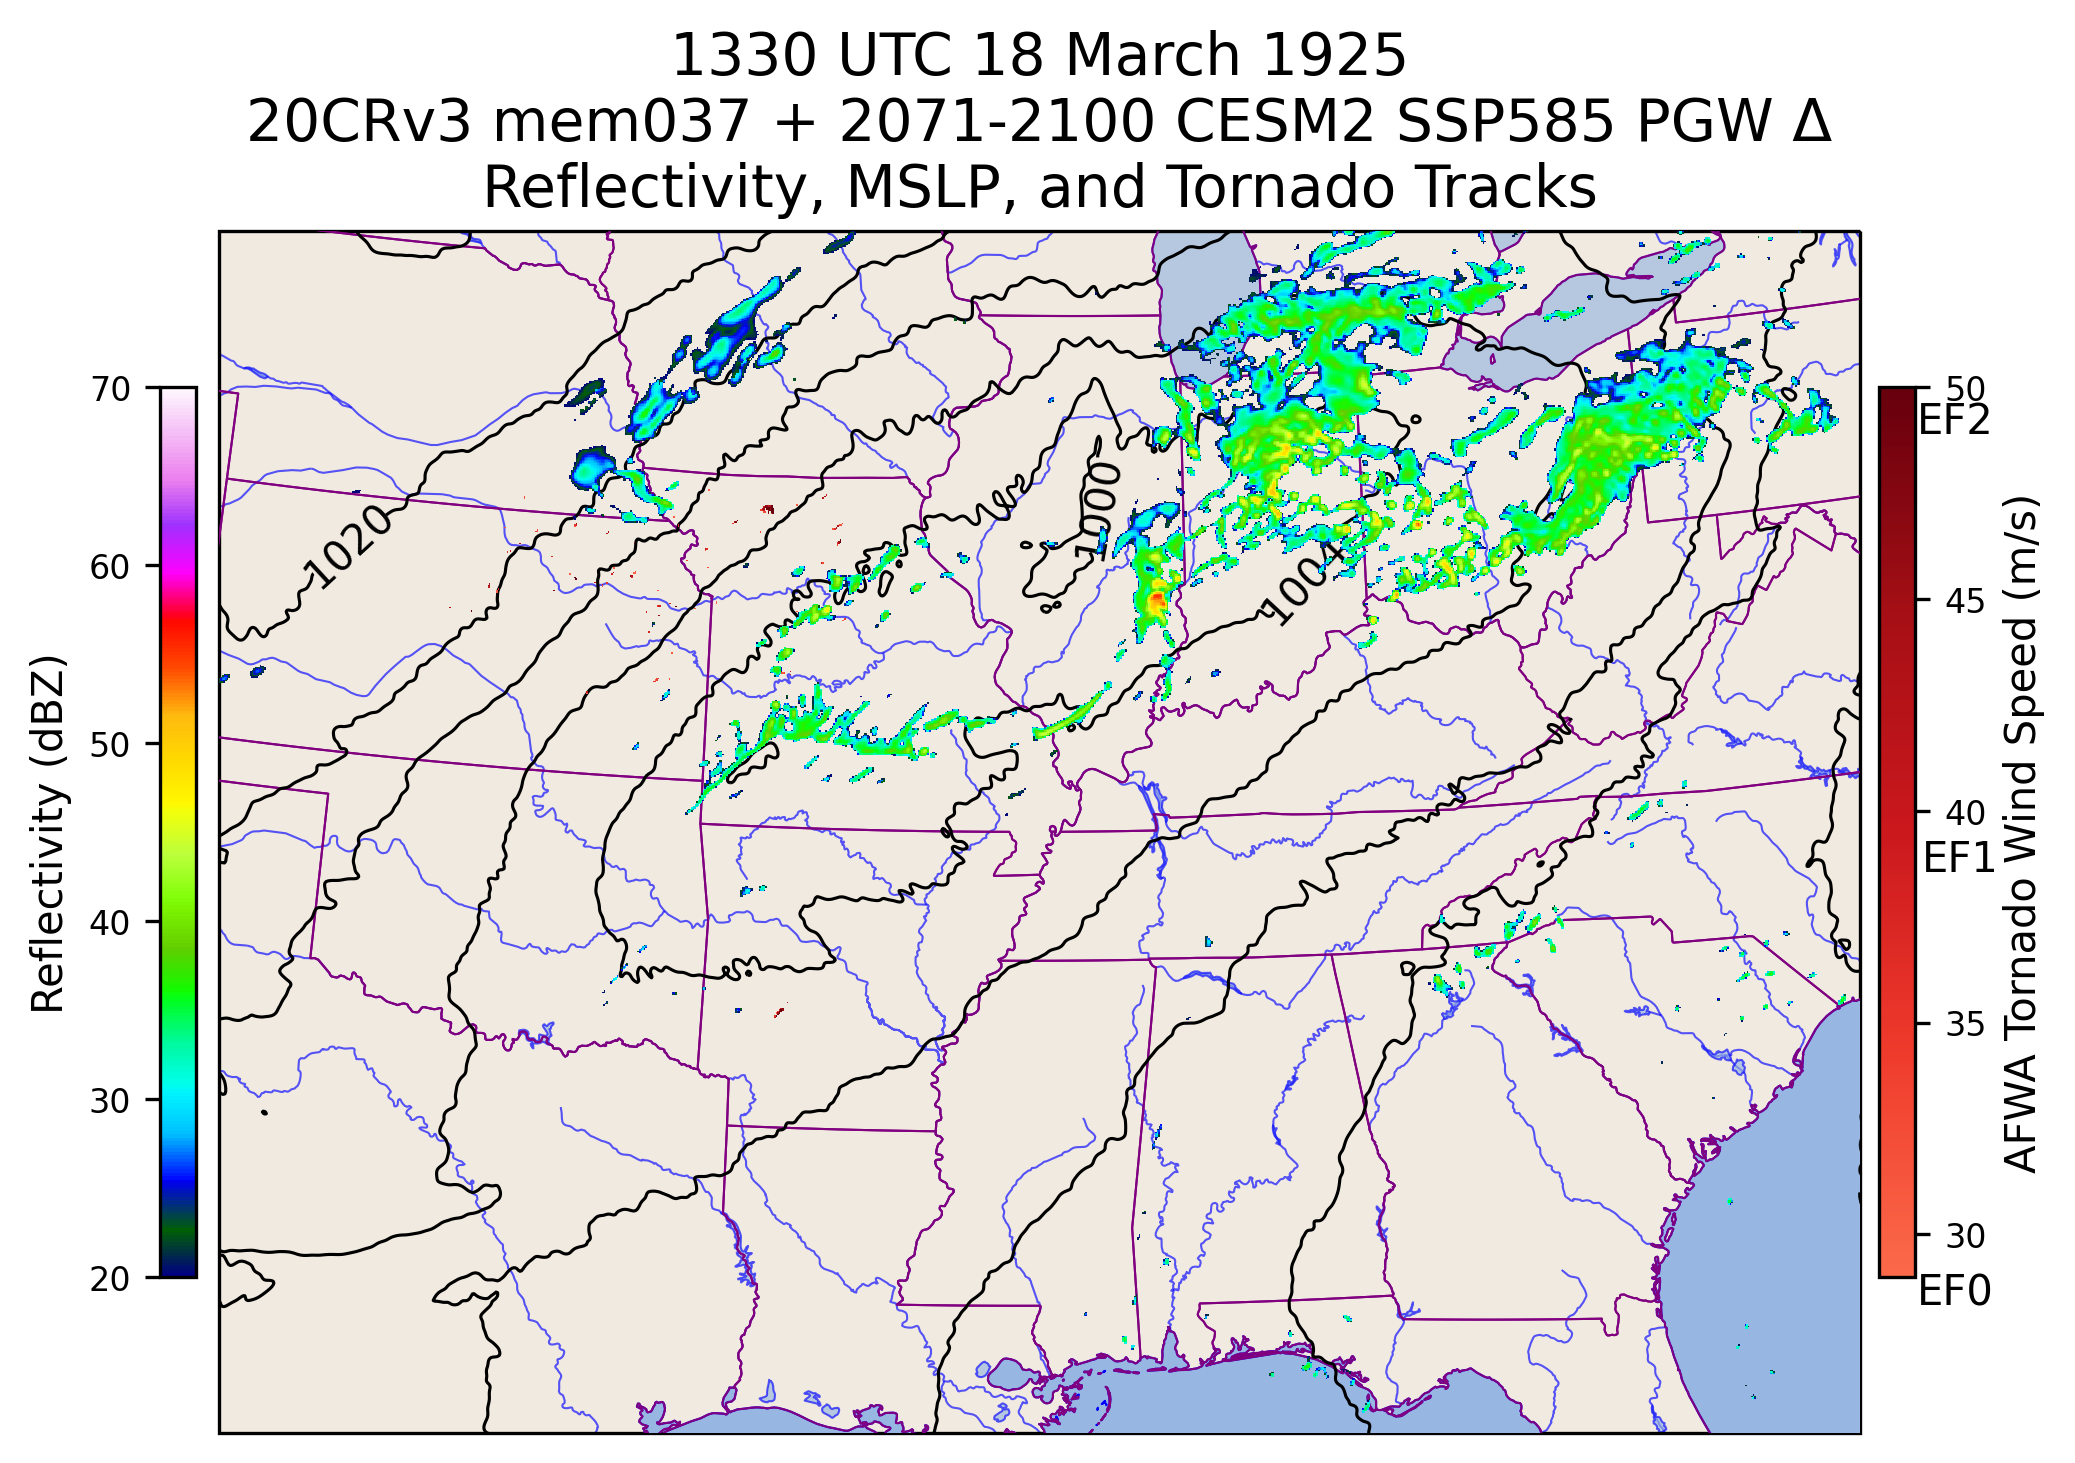 1330 UTC 18 March 1925
20CRv3 mem037 + 2071-2100 CESM2 SSP585 PGW Δ
Reflectivity, MSLP, and Tornado Tracks
Reflectivity (dBZ)
70
60
50
40
30
20
1020
1000
1004
50
EF2
45
40
EF1
35
30
EF0
AFWA Tornado Wind Speed (m/s)